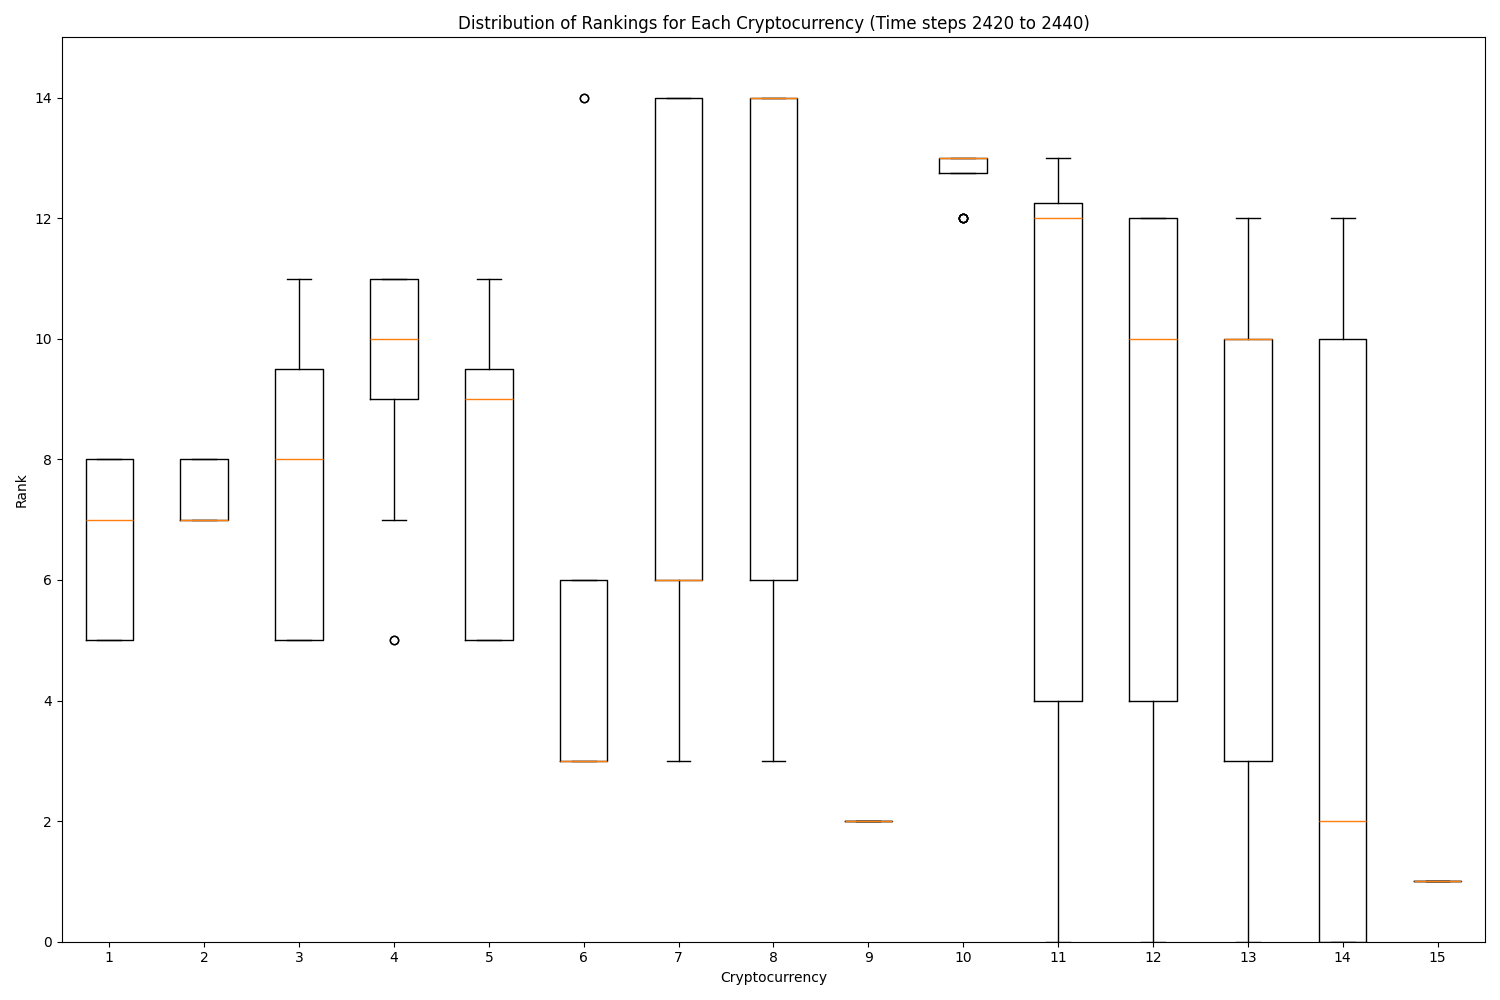 Distribution of Rankings for Each Cryptocurrency (Time steps 2420 to 2440)
Rank
14
12
10
8
6
4
2
0
1 2 3 4 5 6 7 8 9 10 11 12 13 14 15
Cryptocurrency